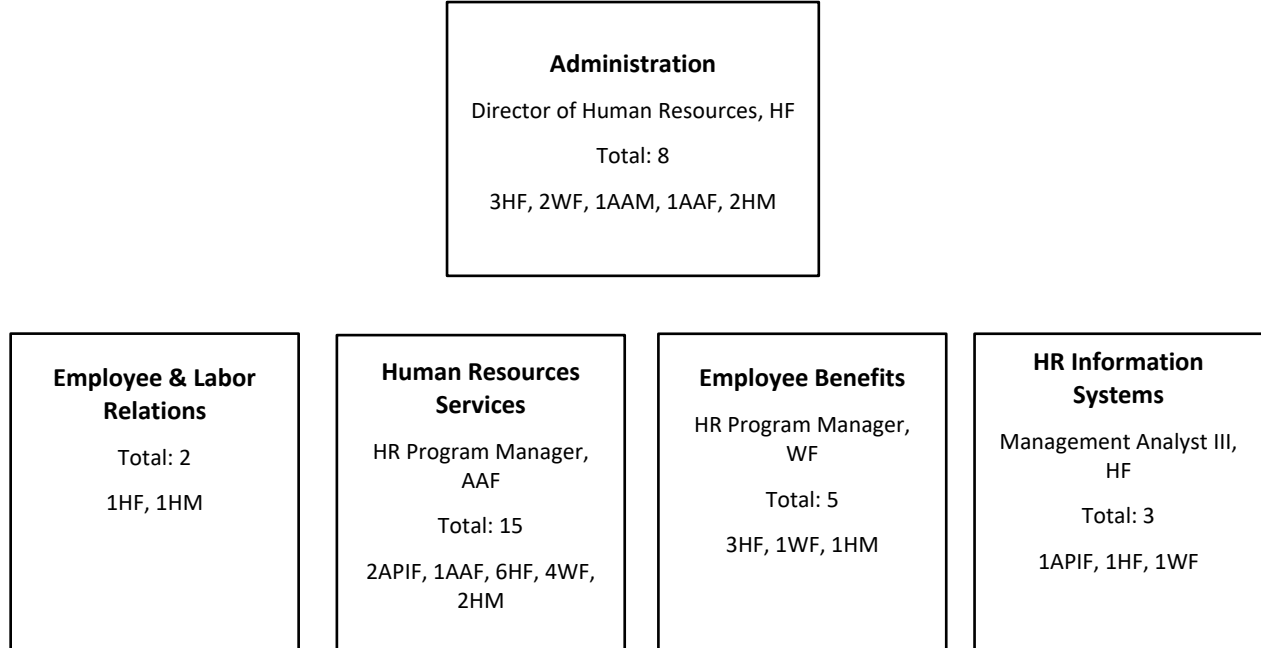 Administration
Director of Human Resources, HF
Total: 8
3HF, 2WF, 1AAM, 1AAF, 2HM
Employee & Labor
Relations
Total: 2
1HF, 1HM
Human Resources
Services
HR Program Manager,
AAF
Total: 15
2APIF, 1AAF, 6HF, 4WF,
2HM
Employee Benefits
HR Program Manager,
WF
Total: 5
3HF, 1WF, 1HM
HR Information
Systems
Management Analyst III,
HF
Total: 3
1APIF, 1HF, 1WF